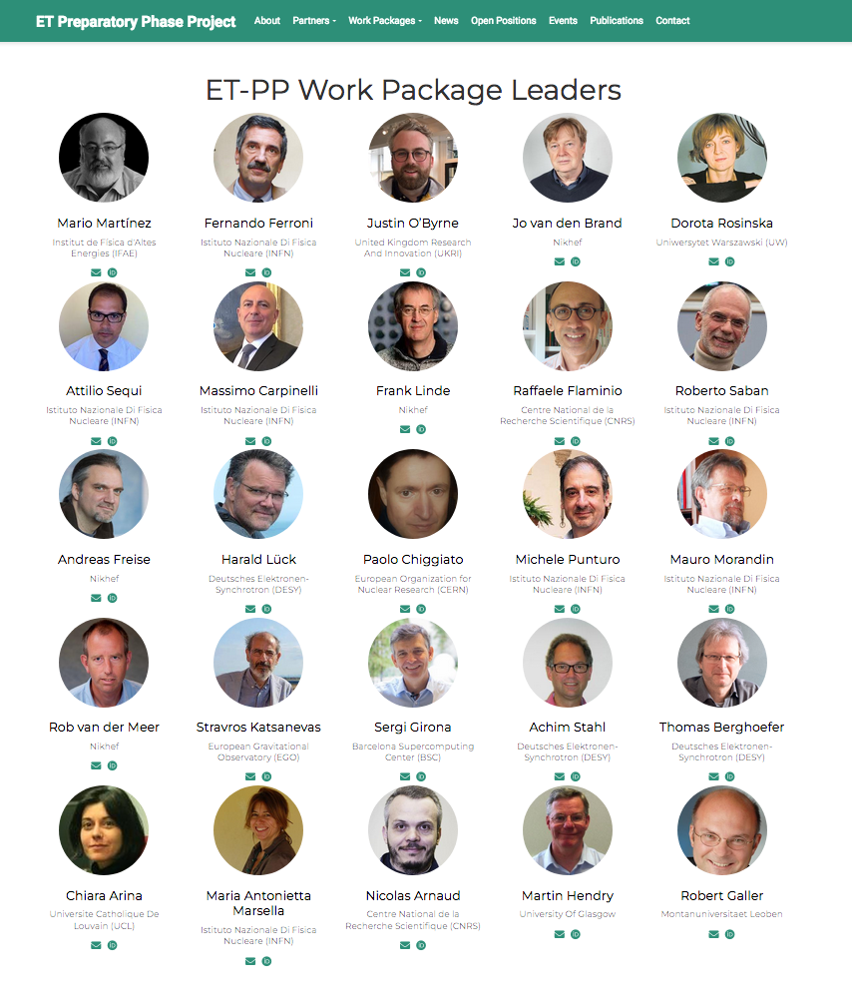 ET Preparatory Phase Project About Partners Work Packages News Open Positions Events Publications Contact
ET-PP Work Package Leaders
Mario Martínez
Institut de Física d'Altes
Energies (IFAE)
Fernando Ferroni
Istituto Nazionale Di Fisica
Nucleare (INFN)
Justin O'Byrne
United Kingdom Research
And Innovation (UKRI)
Jo van den Brand
Nikhef
Dorota Rosinska
Uniwersytet Warszawski (UW)
Attilio Sequi
Istituto Nazionale Di Fisica
Nucleare (INFN)
Massimo Carpinelli
Istituto Nazionale Di Fisica
Nucleare (INFN)
Frank Linde
Nikhef
Raffaele Flaminio
Centre National de la
Recherche Scientifique (CNRS)
Roberto Saban
Istituto Nazionale Di Fisica
Nucleare (INFN)
Andreas Freise
Nikhef
Harald Lück
Deutsches Elektronen-
Synchrotron (DESY)
Paolo Chiggiato
European Organization for
Nuclear Research (CERN)
Michele Punturo
Istituto Nazionale Di Fisica
Nucleare (INFN)
Mauro Morandin
Istituto Nazionale Di Fisica
Nucleare (INFN)
Rob van der Meer
Nikhef
Stravros Katsanevas
European Gravitational
Observatory (EGO)
Sergi Girona
Barcelona Supercomputing
Center (BSC)
Achim Stahl
Deutsches Elektronen-
Synchrotron (DESY)
Thomas Berghoefer
Deutsches Elektronen-
Synchrotron (DESY)
Chiara Arina
Universite Catholique De
Louvain (UCL)
Maria Antonietta
Marsella
Istituto Nazionale Di Fisica
Nucleare (INFN)
Nicolas Arnaud
Centre National de la
Recherche Scientifique (CNRS)
Martin Hendry
University Of Glasgow
Robert Galler
Montanuniversitaet Leoben